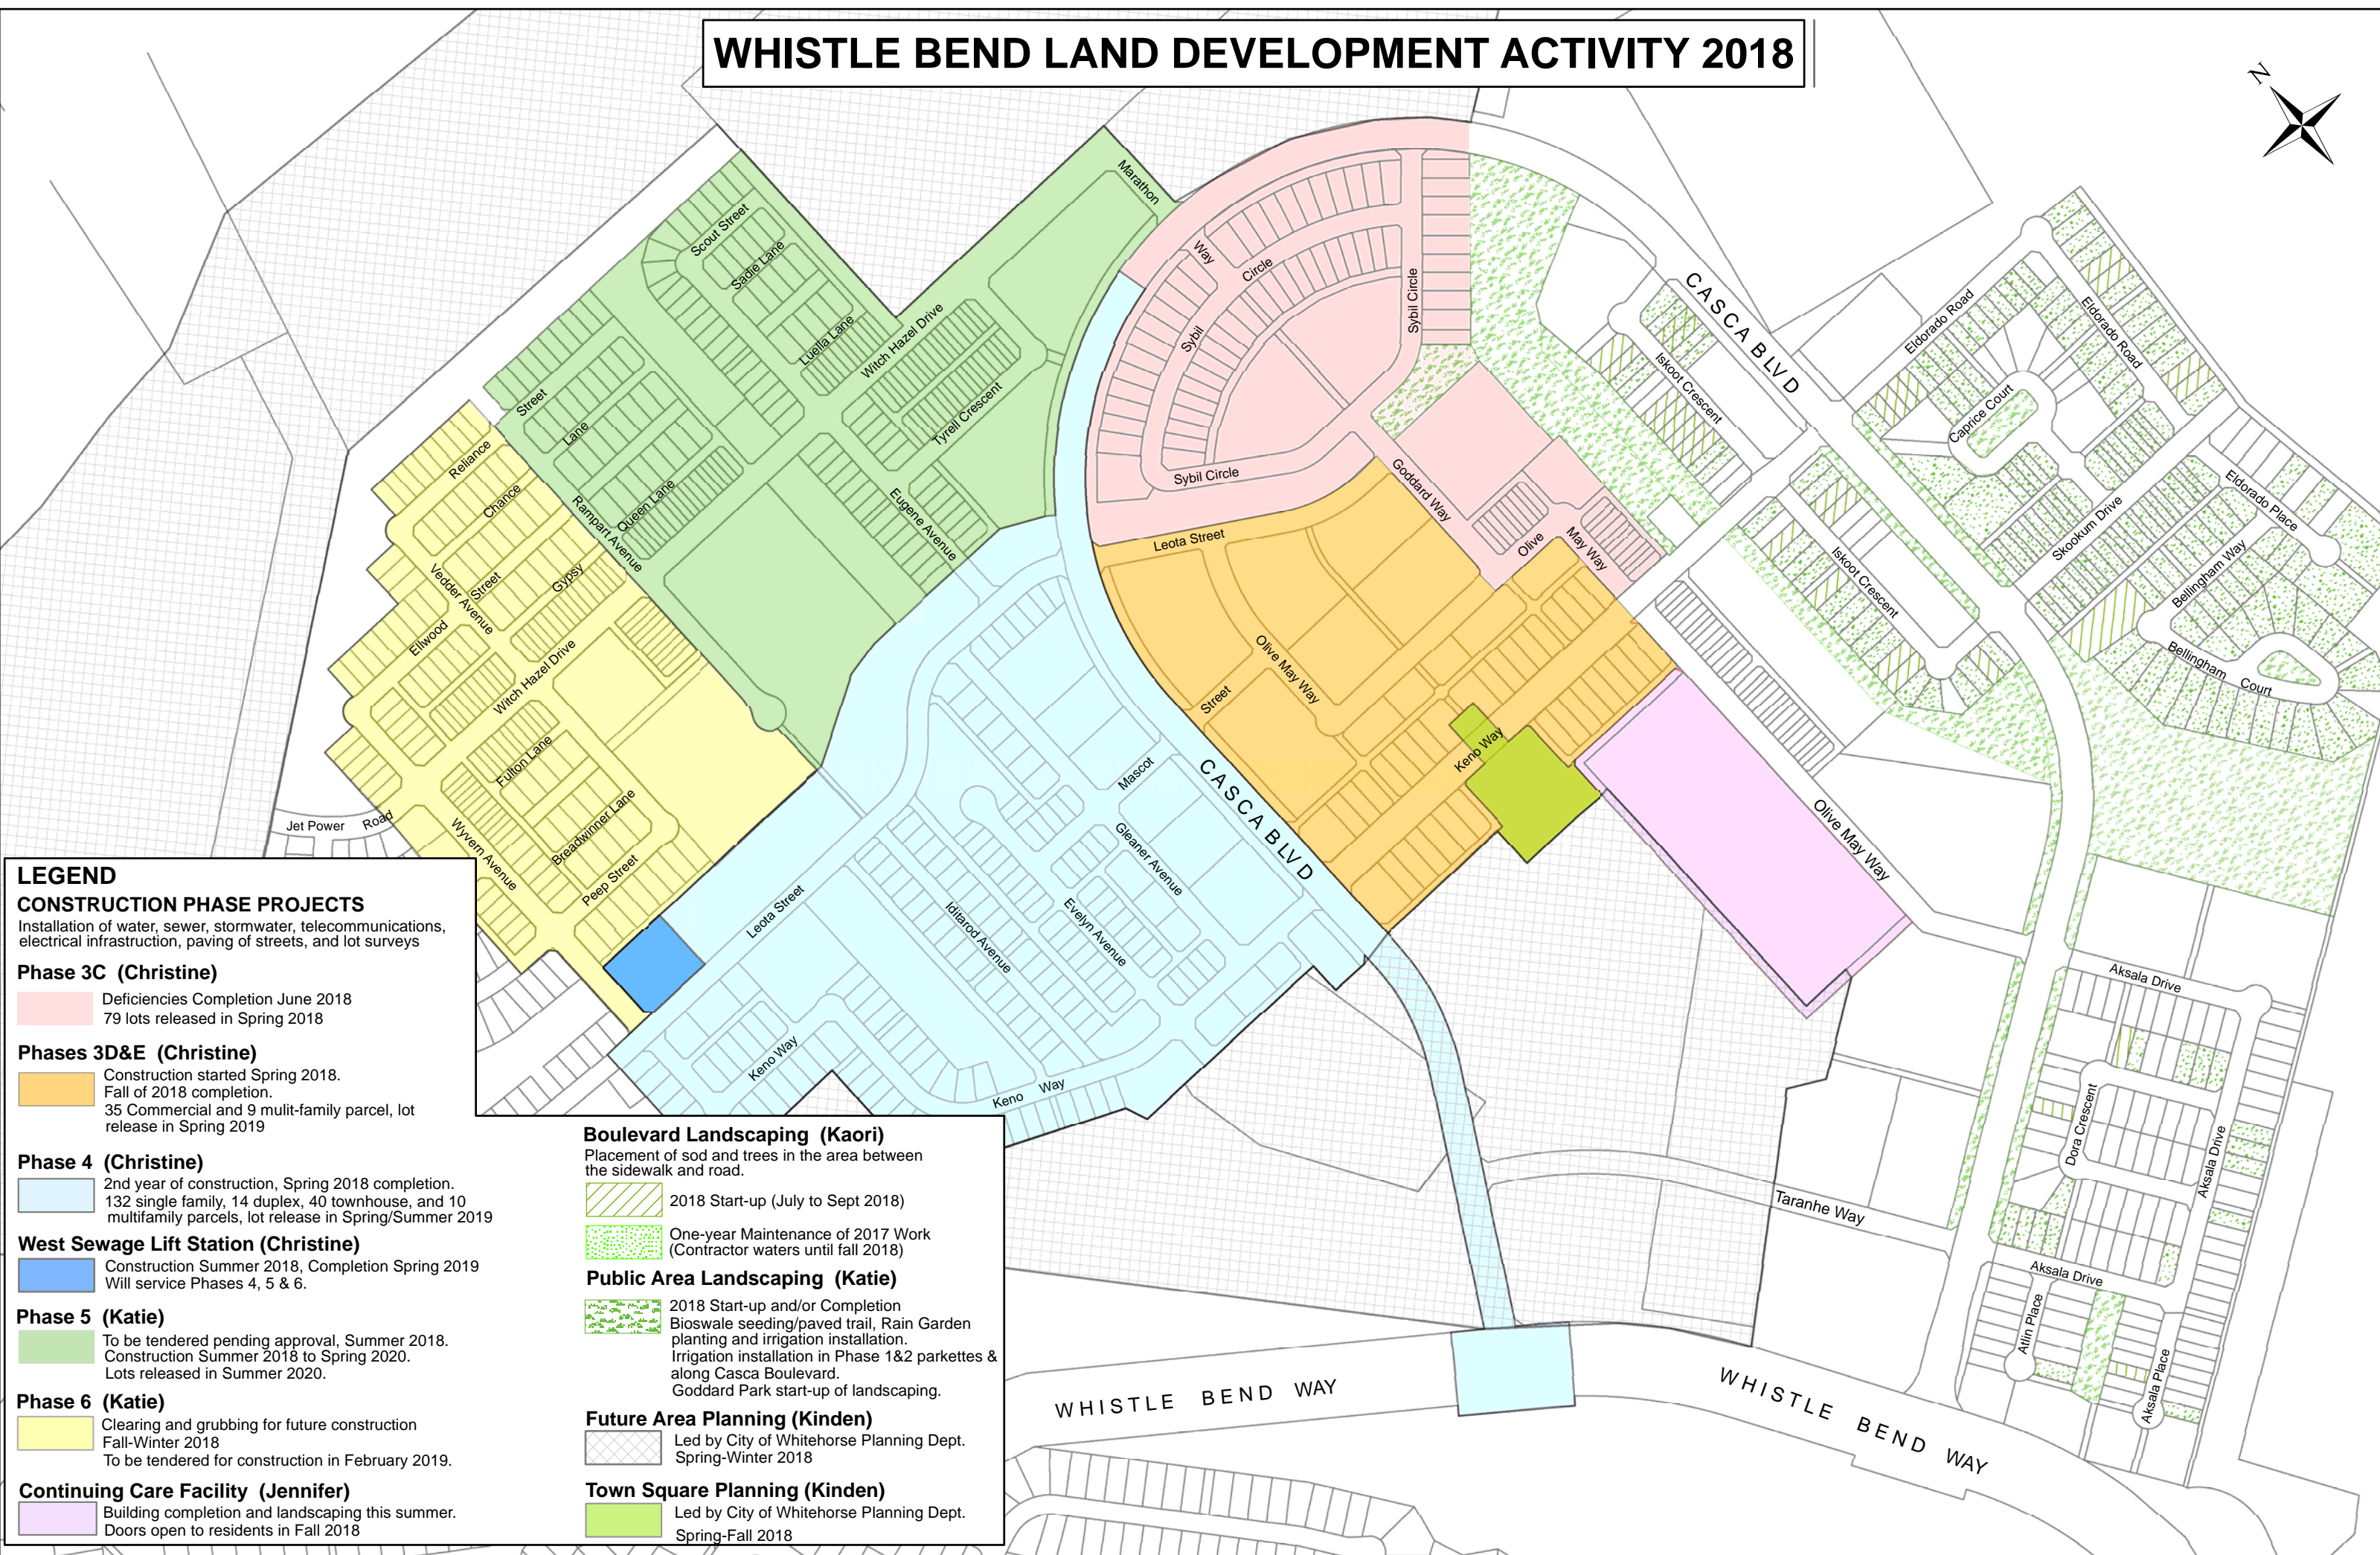 WHISTLE BEND LAND DEVELOPMENT ACTIVITY 2018
N
Marathon
Scout Street
Sadie Lane
Luella Lane
Witch Hazel Drive
Tyrell Crescent
Street
Lane
Queen Lane
Rampart Avenue
Eugene Avenue
Way
Circle
Sybil
Sybil Circle
Sybil Circle
Goddard Way
Olive
May Way
Leota Street
Olive May Way
Street
Keno Way
CASCA BLVD
Iskoot Crescent
Iskoot Crescent
Eldorado Road
Eldorado Road
Caprice Court
Skookum Drive
Eldorado Place
Bellingham Way
Bellingham Court
Reliance
Chance
Vedder Avenue
Street
Gypsy
Ellwood
Witch Hazel Drive
Fulton Lane
Breadwinner Lane
Peep Street
Wyvern Avenue
Jet Power Road
Mascot
CASCA BLVD
Gleaner Avenue
Evelyn Avenue
Iditarod Avenue
Leota Street
Keno Way
Keno Way
Olive May Way
Aksala Drive
Dora Crescent
Aksala Drive
Taranhe Way
Aksala Drive
Atlin Place
Aksala Place
WHISTLE BEND WAY
WHISTLE BEND WAY
LEGEND
CONSTRUCTION PHASE PROJECTS
Installation of water, sewer, stormwater, telecommunications,
electrical infrastruction, paving of streets, and lot surveys
Phase 3C (Christine)
Deficiencies Completion June 2018
79 lots released in Spring 2018
Phases 3D&E (Christine)
Construction started Spring 2018.
Fall of 2018 completion.
35 Commercial and 9 mulit-family parcel, lot
release in Spring 2019
Phase 4 (Christine)
2nd year of construction, Spring 2018 completion.
132 single family, 14 duplex, 40 townhouse, and 10
multifamily parcels, lot release in Spring/Summer 2019
West Sewage Lift Station (Christine)
Construction Summer 2018, Completion Spring 2019
Will service Phases 4, 5 & 6.
Phase 5 (Katie)
To be tendered pending approval, Summer 2018.
Construction Summer 2018 to Spring 2020.
Lots released in Summer 2020.
Phase 6 (Katie)
Clearing and grubbing for future construction
Fall-Winter 2018
To be tendered for construction in February 2019.
Continuing Care Facility (Jennifer)
Building completion and landscaping this summer.
Doors open to residents in Fall 2018
Boulevard Landscaping (Kaori)
Placement of sod and trees in the area between
the sidewalk and road.
2018 Start-up (July to Sept 2018)
One-year Maintenance of 2017 Work
(Contractor waters until fall 2018)
Public Area Landscaping (Katie)
2018 Start-up and/or Completion
Bioswale seeding/paved trail, Rain Garden
planting and irrigation installation.
Irrigation installation in Phase 1&2 parkettes &
along Casca Boulevard.
Goddard Park start-up of landscaping.
Future Area Planning (Kinden)
Led by City of Whitehorse Planning Dept.
Spring-Winter 2018
Town Square Planning (Kinden)
Led by City of Whitehorse Planning Dept.
Spring-Fall 2018